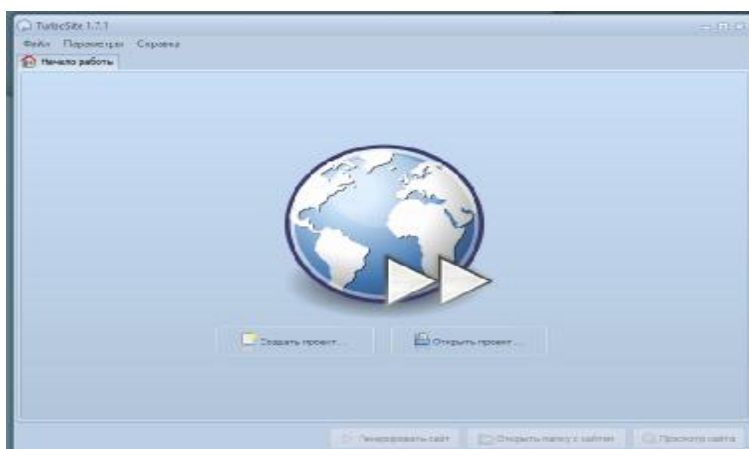 TurboSite 1.7.1
Файл Параметры Справка
Начало работы
Создать проект... Открыть проект...
Генерировать сайт Открыть папку с сайтом Просмотр сайта